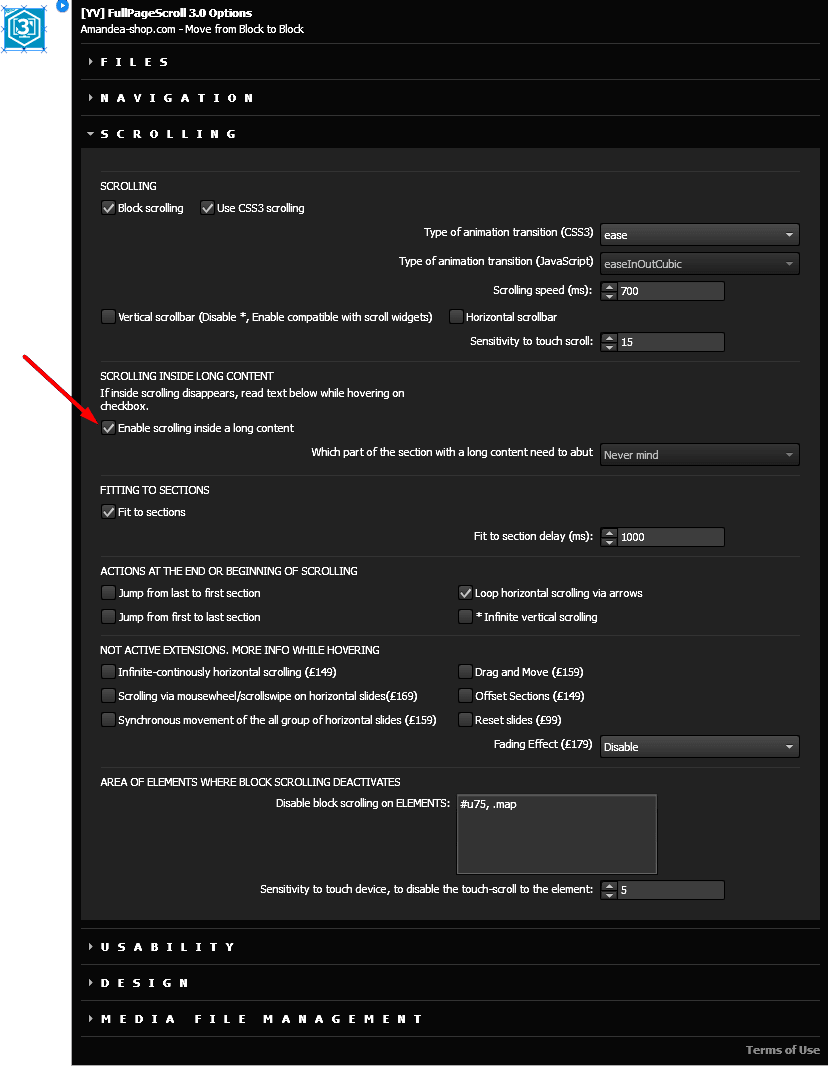 3
[YV] FullPageScroll 3.0 Options
Amandea-shop.com - Move from Block to Block
FILES
NAVIGATION
SCROLLING
SCROLLING
Block scrolling Use CSS3 scrolling
Type of animation transition (CSS3) ease
Type of animation transition (JavaScript) easeInOutCubic
Scrolling speed (ms): 700
Vertical scrollbar (Disable *, Enable compatible with scroll widgets) Horizontal scrollbar
Sensitivity to touch scroll: 15
SCROLLING INSIDE LONG CONTENT
If inside scrolling disappears, read text below while hovering on
checkbox.
Enable scrolling inside a long content
Which part of the section with a long content need to abut Never mind
FITTING TO SECTIONS
Fit to sections
Fit to section delay (ms): 1000
ACTIONS AT THE END OR BEGINNING OF SCROLLING
Jump from last to first section Loop horizontal scrolling via arrows
Jump from first to last section * Infinite vertical scrolling
NOT ACTIVE EXTENSIONS. MORE INFO WHILE HOVERING
Infinite-continously horizontal scrolling (£149) Drag and Move (£159)
Scrolling via mousewheel/scrollswipe on horizontal slides(£169) Offset Sections (£149)
Synchronous movement of the all group of horizontal slides (£159) Reset slides (£99)
Fading Effect (£179) Disable
AREA OF ELEMENTS WHERE BLOCK SCROLLING DEACTIVATES
Disable block scrolling on ELEMENTS: #u75, .map
Sensitivity to touch device, to disable the touch-scroll to the element: 5
USABILITY
DESIGN
MEDIA FILE MANAGEMENT
Terms of Use